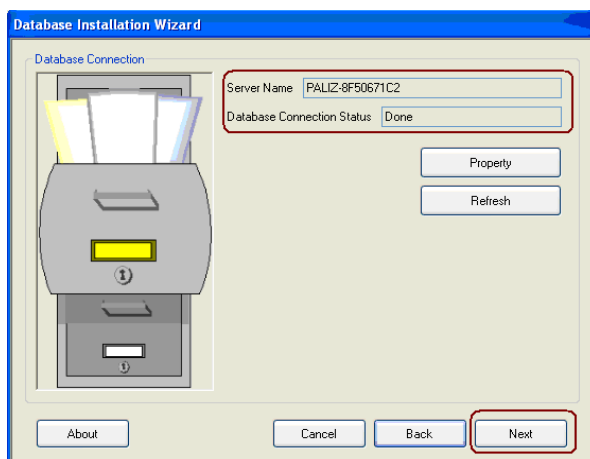 Database Installation Wizard
Database Connection
Server Name PALIZ-8F50671C2
Database Connection Status Done
Property
Refresh
About Cancel Back Next